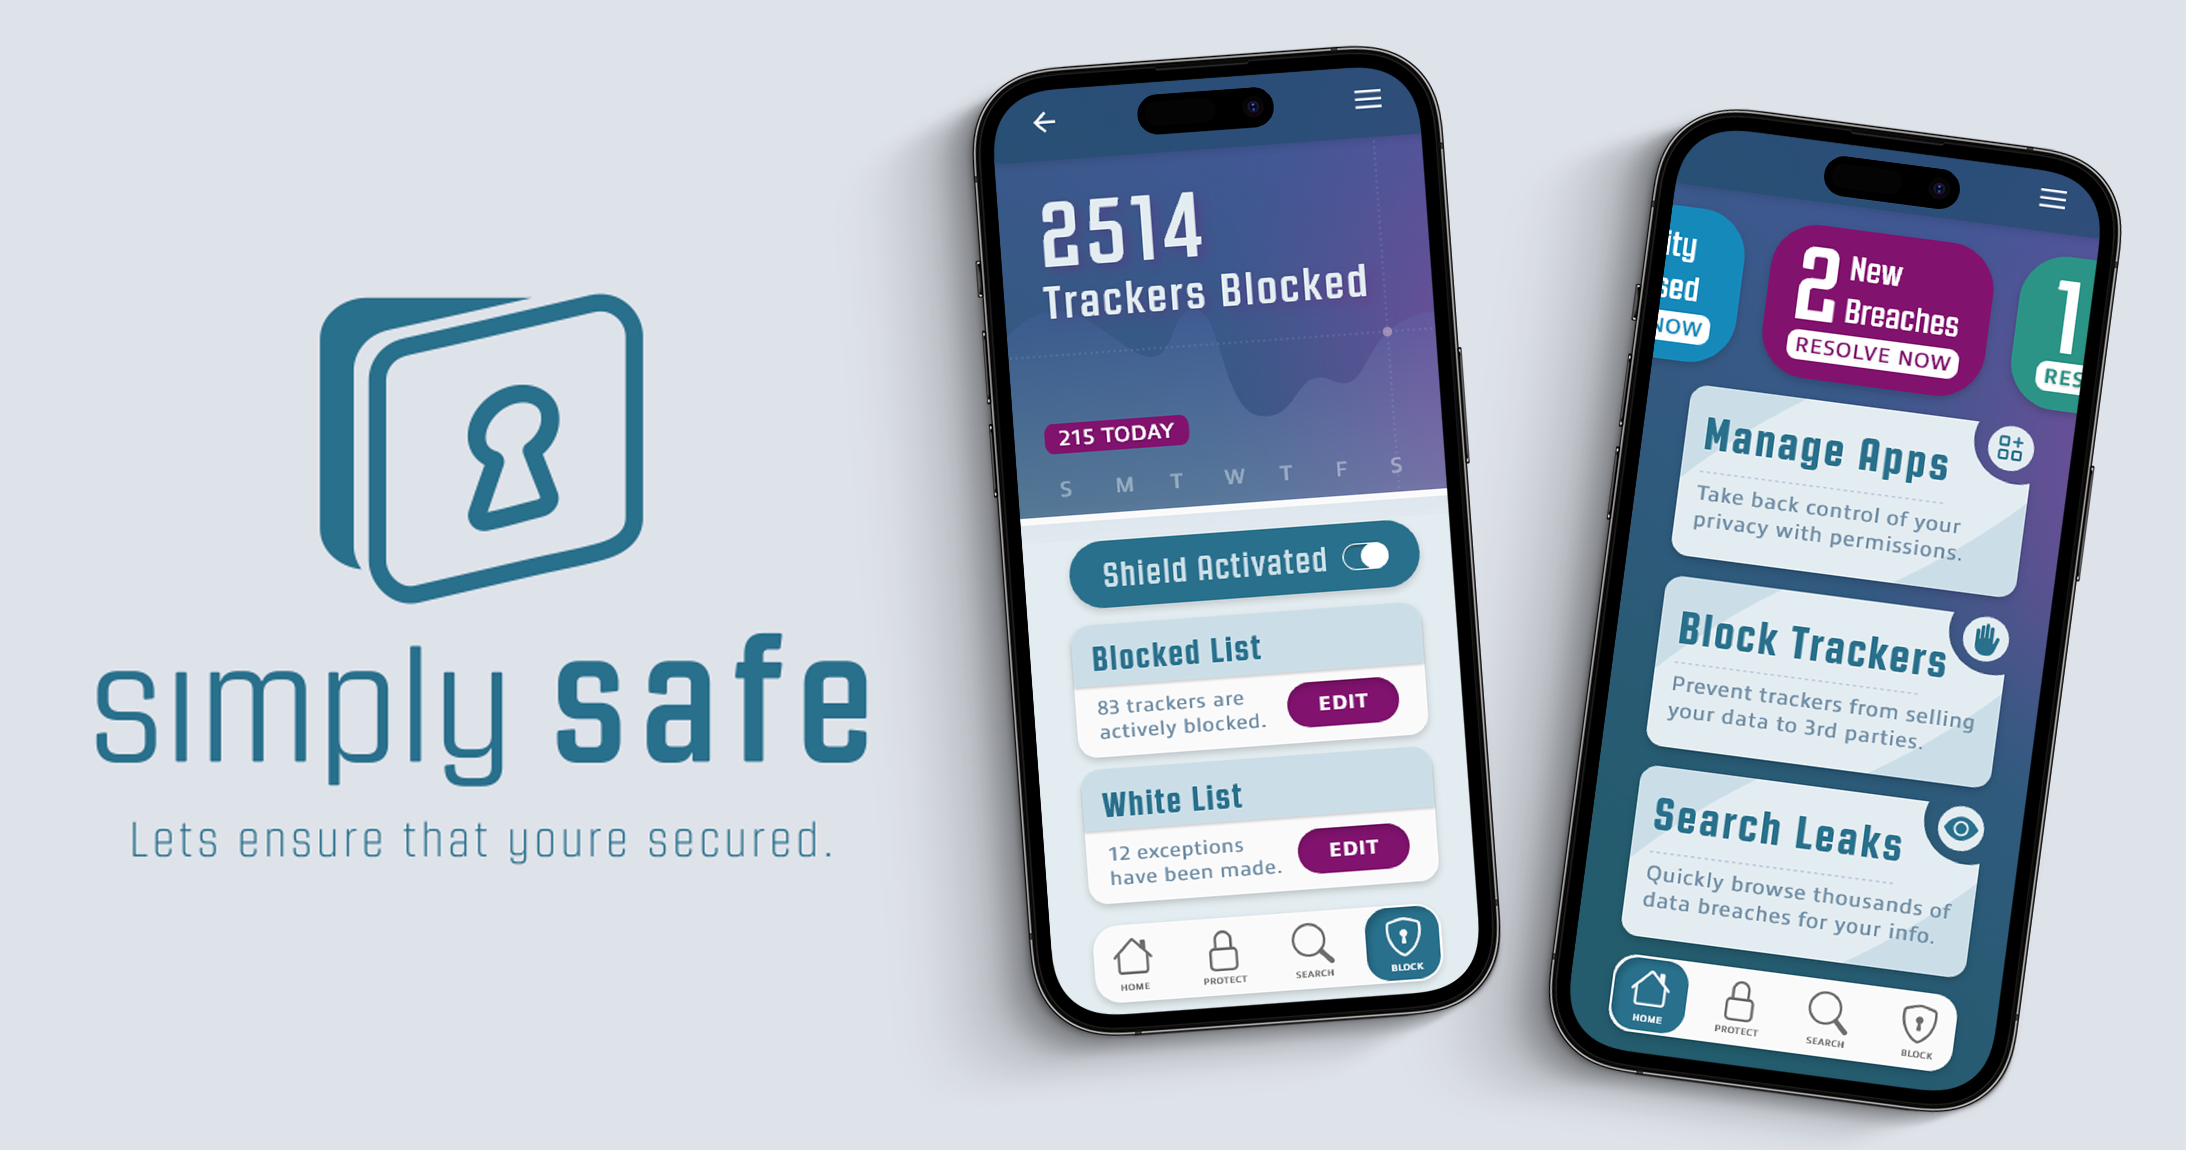 simply safe
Lets ensure that youre secured.
2514
Trackers Blocked
215 TODAY
S M T W T F S
Shield Activated
Blocked List
83 trackers are
actively blocked.
EDIT
White List
12 exceptions
have been made.
EDIT
HOME PROTECT SEARCH BLOCK
ity
sed
NOW
2 New
Breaches
RESOLVE NOW
1
RES
Manage Apps
Take back control of your
privacy with permissions.
Block Trackers
Prevent trackers from selling
your data to 3rd parties.
Search Leaks
Quickly browse thousands of
data breaches for your info.
HOME PROTECT SEARCH BLOCK